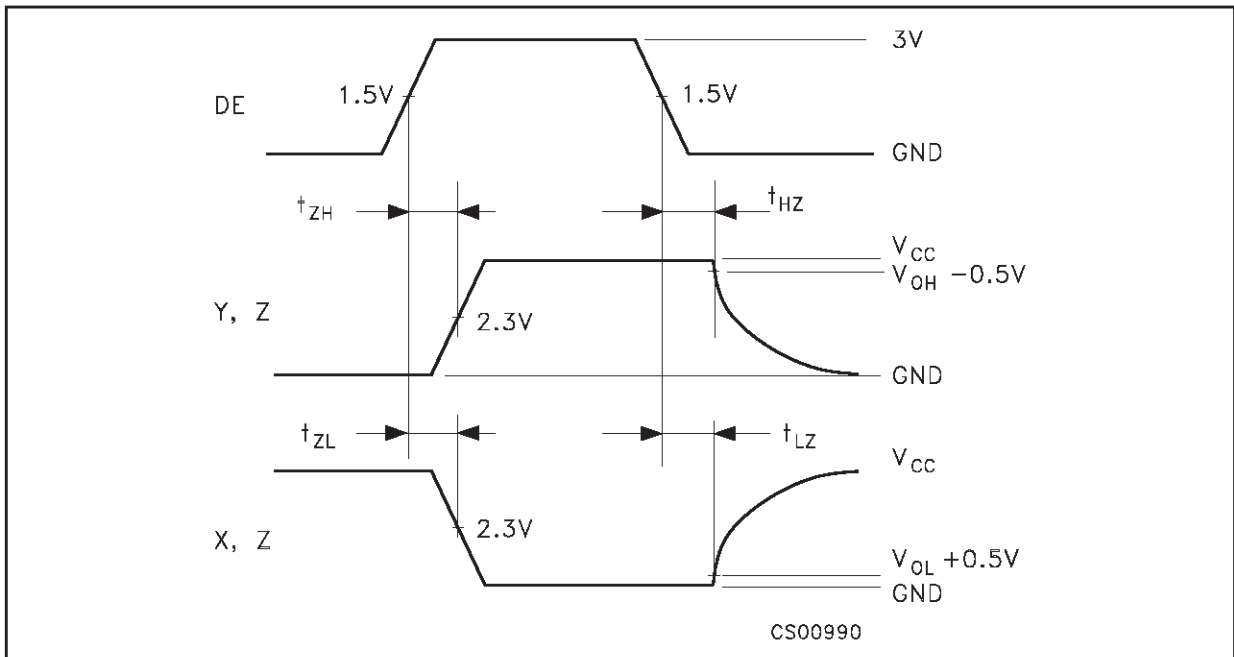 3V
1.5V
1.5V
DE
GND
tZH
tHZ
VCC
VOH -0.5V
Y, Z
2.3V
GND
tZL
tLZ
VCC
X, Z
2.3V
VOL +0.5V
GND
CS00990